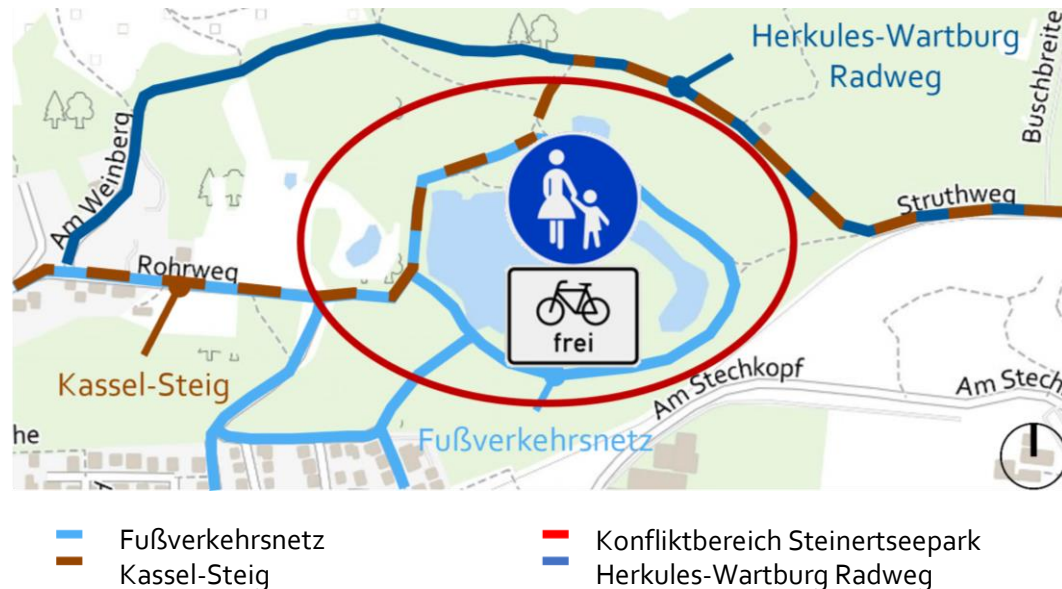 Herkules-Wartburg
Radweg
Buschbreite
Am Weinberg
Struthweg
Rohrweg
frei
Kassel-Steig
Am Stechkopf
Am Stech
he
Fußverkehrsnetz
Fußverkehrsnetz
Kassel-Steig
Konfliktbereich Steinertseepark
Herkules-Wartburg Radweg